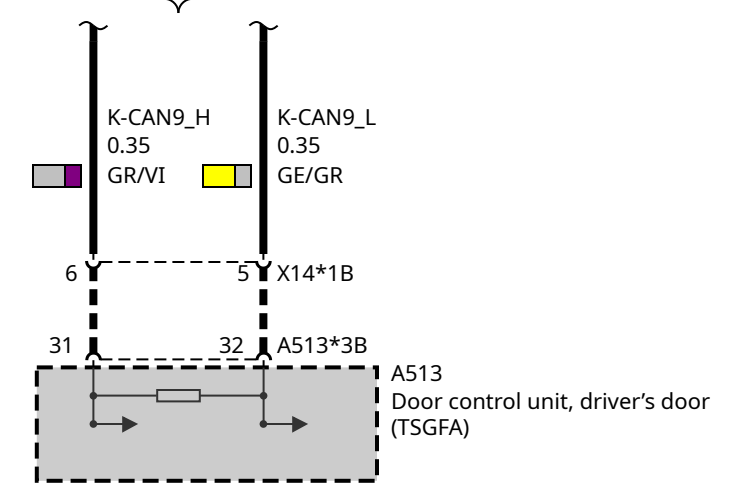 K-CAN9_H
0.35
GR/VI
K-CAN9_L
0.35
GE/GR
6
5
X14*1B
31
32
A513*3B
A513
Door control unit, driver's door
(TSGFA)